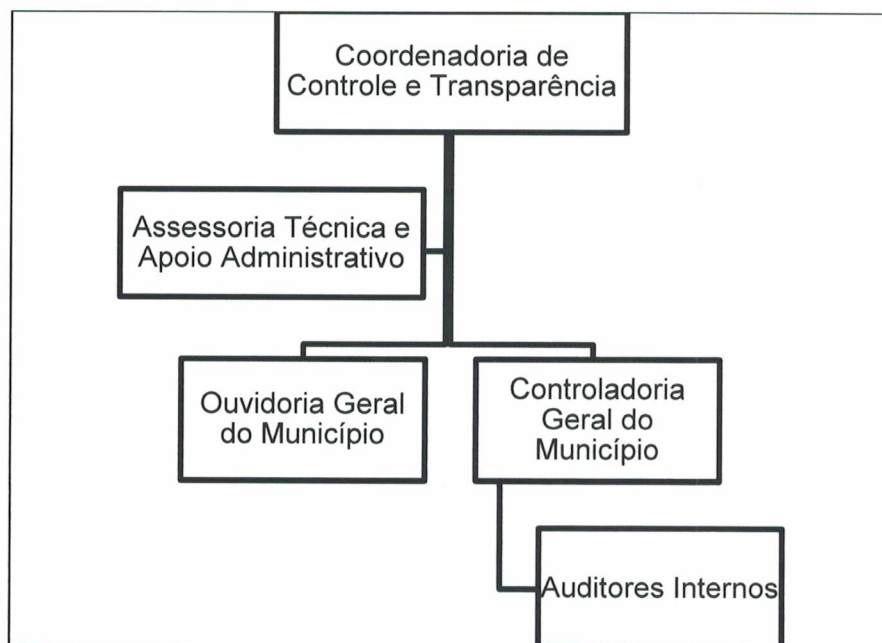 Coordenadoria de
Controle e Transparência
Assessoria Técnica e
Apoio Administrativo
Ouvidoria Geral
do Município
Controladoria
Geral do
Município
Auditores Internos